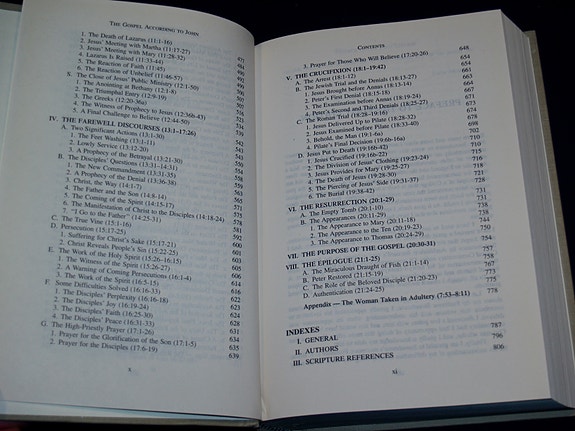 THE GOSPEL ACCORDING TO JOHN
1. The Death of Lazarus (11:1-16)
2. Jesus' Meeting with Martha (11:17-27)
3. Jesus' Meeting with Mary (11:28-32)
4. Lazarus Is Raised (11:33-44)
5. The Reaction of Faith (11:45)
6. The Reaction of Unbelief (11:46-57)
S. The Close of Jesus' Public Ministry (12:1-50)
1. The Anointing at Bethany (12:1-8)
2. The Triumphal Entry (12:9-19)
3. The Greeks (12:20-36a)
4. The Witness of Prophecy to Jesus (12:36b-43)
5. A Final Challenge to Believe (12:44-50)
IV. THE FAREWELL DISCOURSES (13:1-17:26)
A. Two Significant Actions (13:1-30)
1. The Feet Washing (13:1-11)
2. Lowly Service (13:12-20)
3. A Prophecy of the Betrayal (13:21-30)
B. The Disciples' Questions (13:31-14:31)
1. The New Commandment (13:31-35)
2. A Prophecy of the Denial (13:36-38)
3. Christ, the Way (14:1-7)
4. The Father and the Son (14:8-14)
5. The Coming of the Spirit (14:15-17)
6. The Manifestation of Christ to the Disciples (14:18-24)
7. "I Go to the Father" (14:25-31)
C. The True Vine (15:1-16)
D. Persecution (15:17-25)
1. Suffering for Christ's Sake (15:17-21)
2. Christ Reveals People's Sin (15:22-25)
E. The Work of the Holy Spirit (15:26-16:15)
1. The Witness of the Spirit (15:26-27)
2. A Warning of Coming Persecutions (16:1-4)
3. The Work of the Spirit (16:5-15)
F. Some Difficulties Solved (16:16-33)
1. The Disciples' Perplexity (16:16-18)
2. The Disciples' Joy (16:19-24)
3. The Disciples' Faith (16:25-30)
4. The Disciples' Peace (16:31-33)
G. The High-Priestly Prayer (17:1-26) 634
1. Prayer for the Glorification of the Son (17:1-5) 635
2. Prayer for the Disciples (17:6-19) 639
x
CONTENTS
3. Prayer for Those Who Will Believe (17:20-26) 648
V. THE CRUCIFIXION (18:1-19:42) 654
A. The Arrest (18:1-12) 654
B. The Jewish Trial and the Denials (18:13-27) 661
1. Jesus Brought before Annas (18:13-14)
2. Peter's First Denial (18:15-18)
3. The Examination before Annas (18:19-24)
4. Peter's Second and Third Denials (18:25-27)
C. The Roman Trial (18:28-19:16)
1. Jesus Delivered Up to Pilate (18:28-32)
2. Jesus Examined before Pilate (18:33-40)
3. Behold, the Man (19:1-6a)
4. Pilate's Final Decision (19:6b-16a)
D. Jesus Put to Death (19:16b-42)
1. Jesus Crucified (19:16b-22)
2. The Division of Jesus' Clothing (19:23-24)
3. Jesus Provides for Mary (19:25-27)
4. The Death of Jesus (19:28-30)
5. The Piercing of Jesus' Side (19:31-37)
6. The Burial (19:38-42) 728
VI. THE RESURRECTION (20:1-29) 731
A. The Empty Tomb (20:1-10) 731
B. The Appearances (20:11-29) 738
1. The Appearance to Mary (20:11-18) 738
2. The Appearance to the Ten (20:19-23) 744
3. The Appearance to Thomas (20:24-29) 747
VII. THE PURPOSE OF THE GOSPEL (20:30-31) 754
VIII. THE EPILOGUE (21:1-25) 757
A. The Miraculous Draught of Fish (21:1-14) 758
B. Peter Restored (21:15-19) 767
C. The Role of the Beloved Disciple (21:20-23) 773
D. Authentication (21:24-25) 775
Appendix — The Woman Taken in Adultery (7:53-8:11) 778
INDEXES
I. GENERAL 787
II. AUTHORS 796
III. SCRIPTURE REFERENCES 806
xi